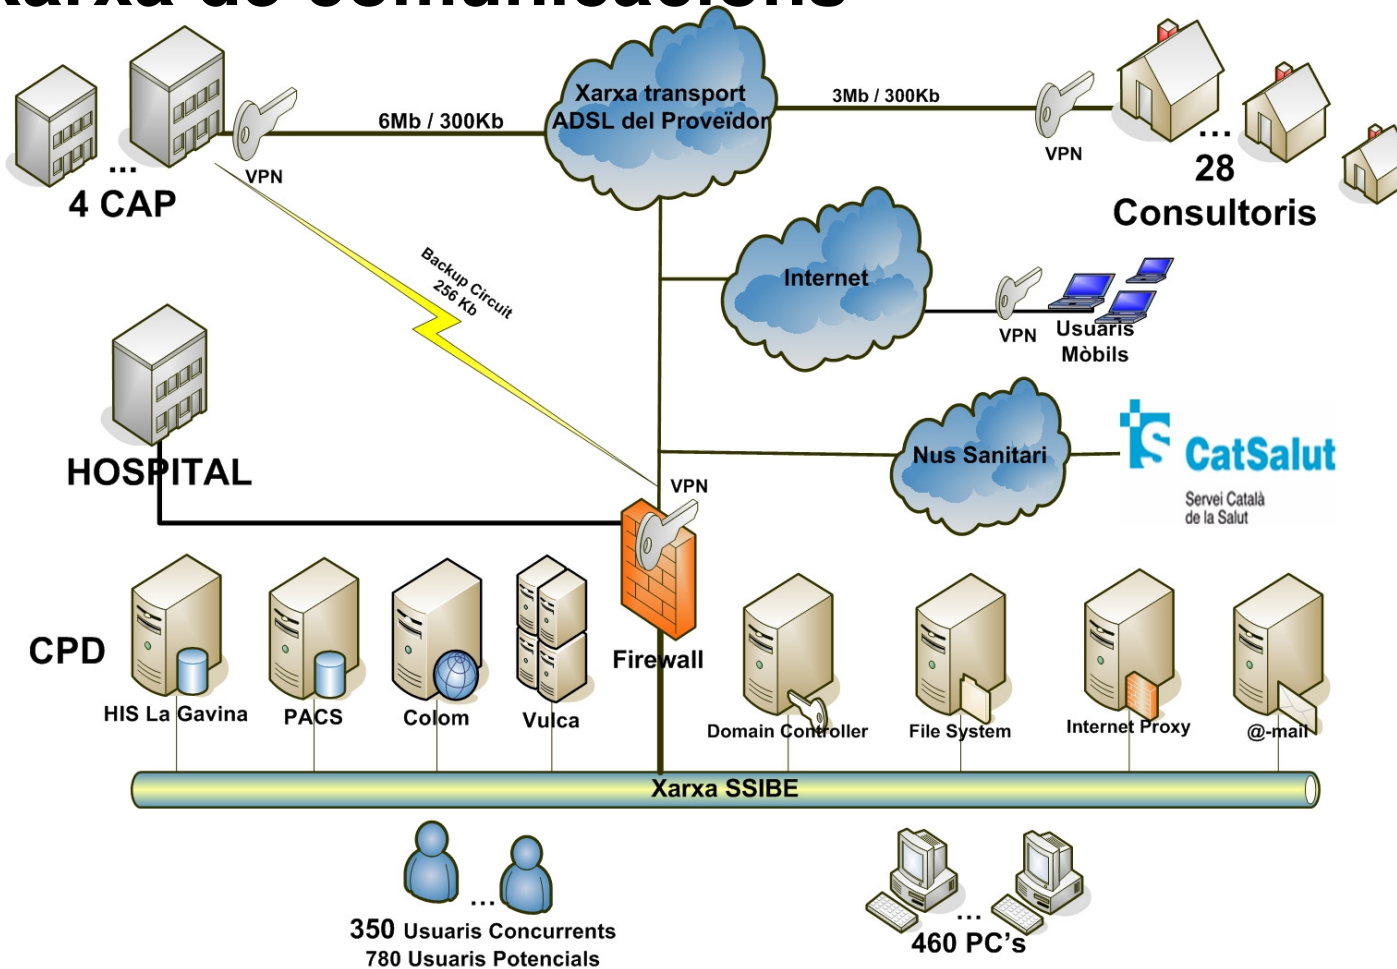 xarxa de comunicacions
Xarxa transport
ADSL del Proveïdor
6Mb / 300Kb
3Mb / 300Kb
VPN
VPN
...
4 CAP
...
28
Consultoris
Backup Circuit
256 Kb
Internet
VPN
Usuaris
Mòbils
HOSPITAL
Nus Sanitari
CatSalut
Servei Català
de la Salut
VPN
CPD
Firewall
HIS La Gavina
PACS
Colom
Vulca
Domain Controller
File System
Internet Proxy
@-mail
Xarxa SSIBE
...
350 Usuaris Concurrents
780 Usuaris Potencials
...
460 PC's